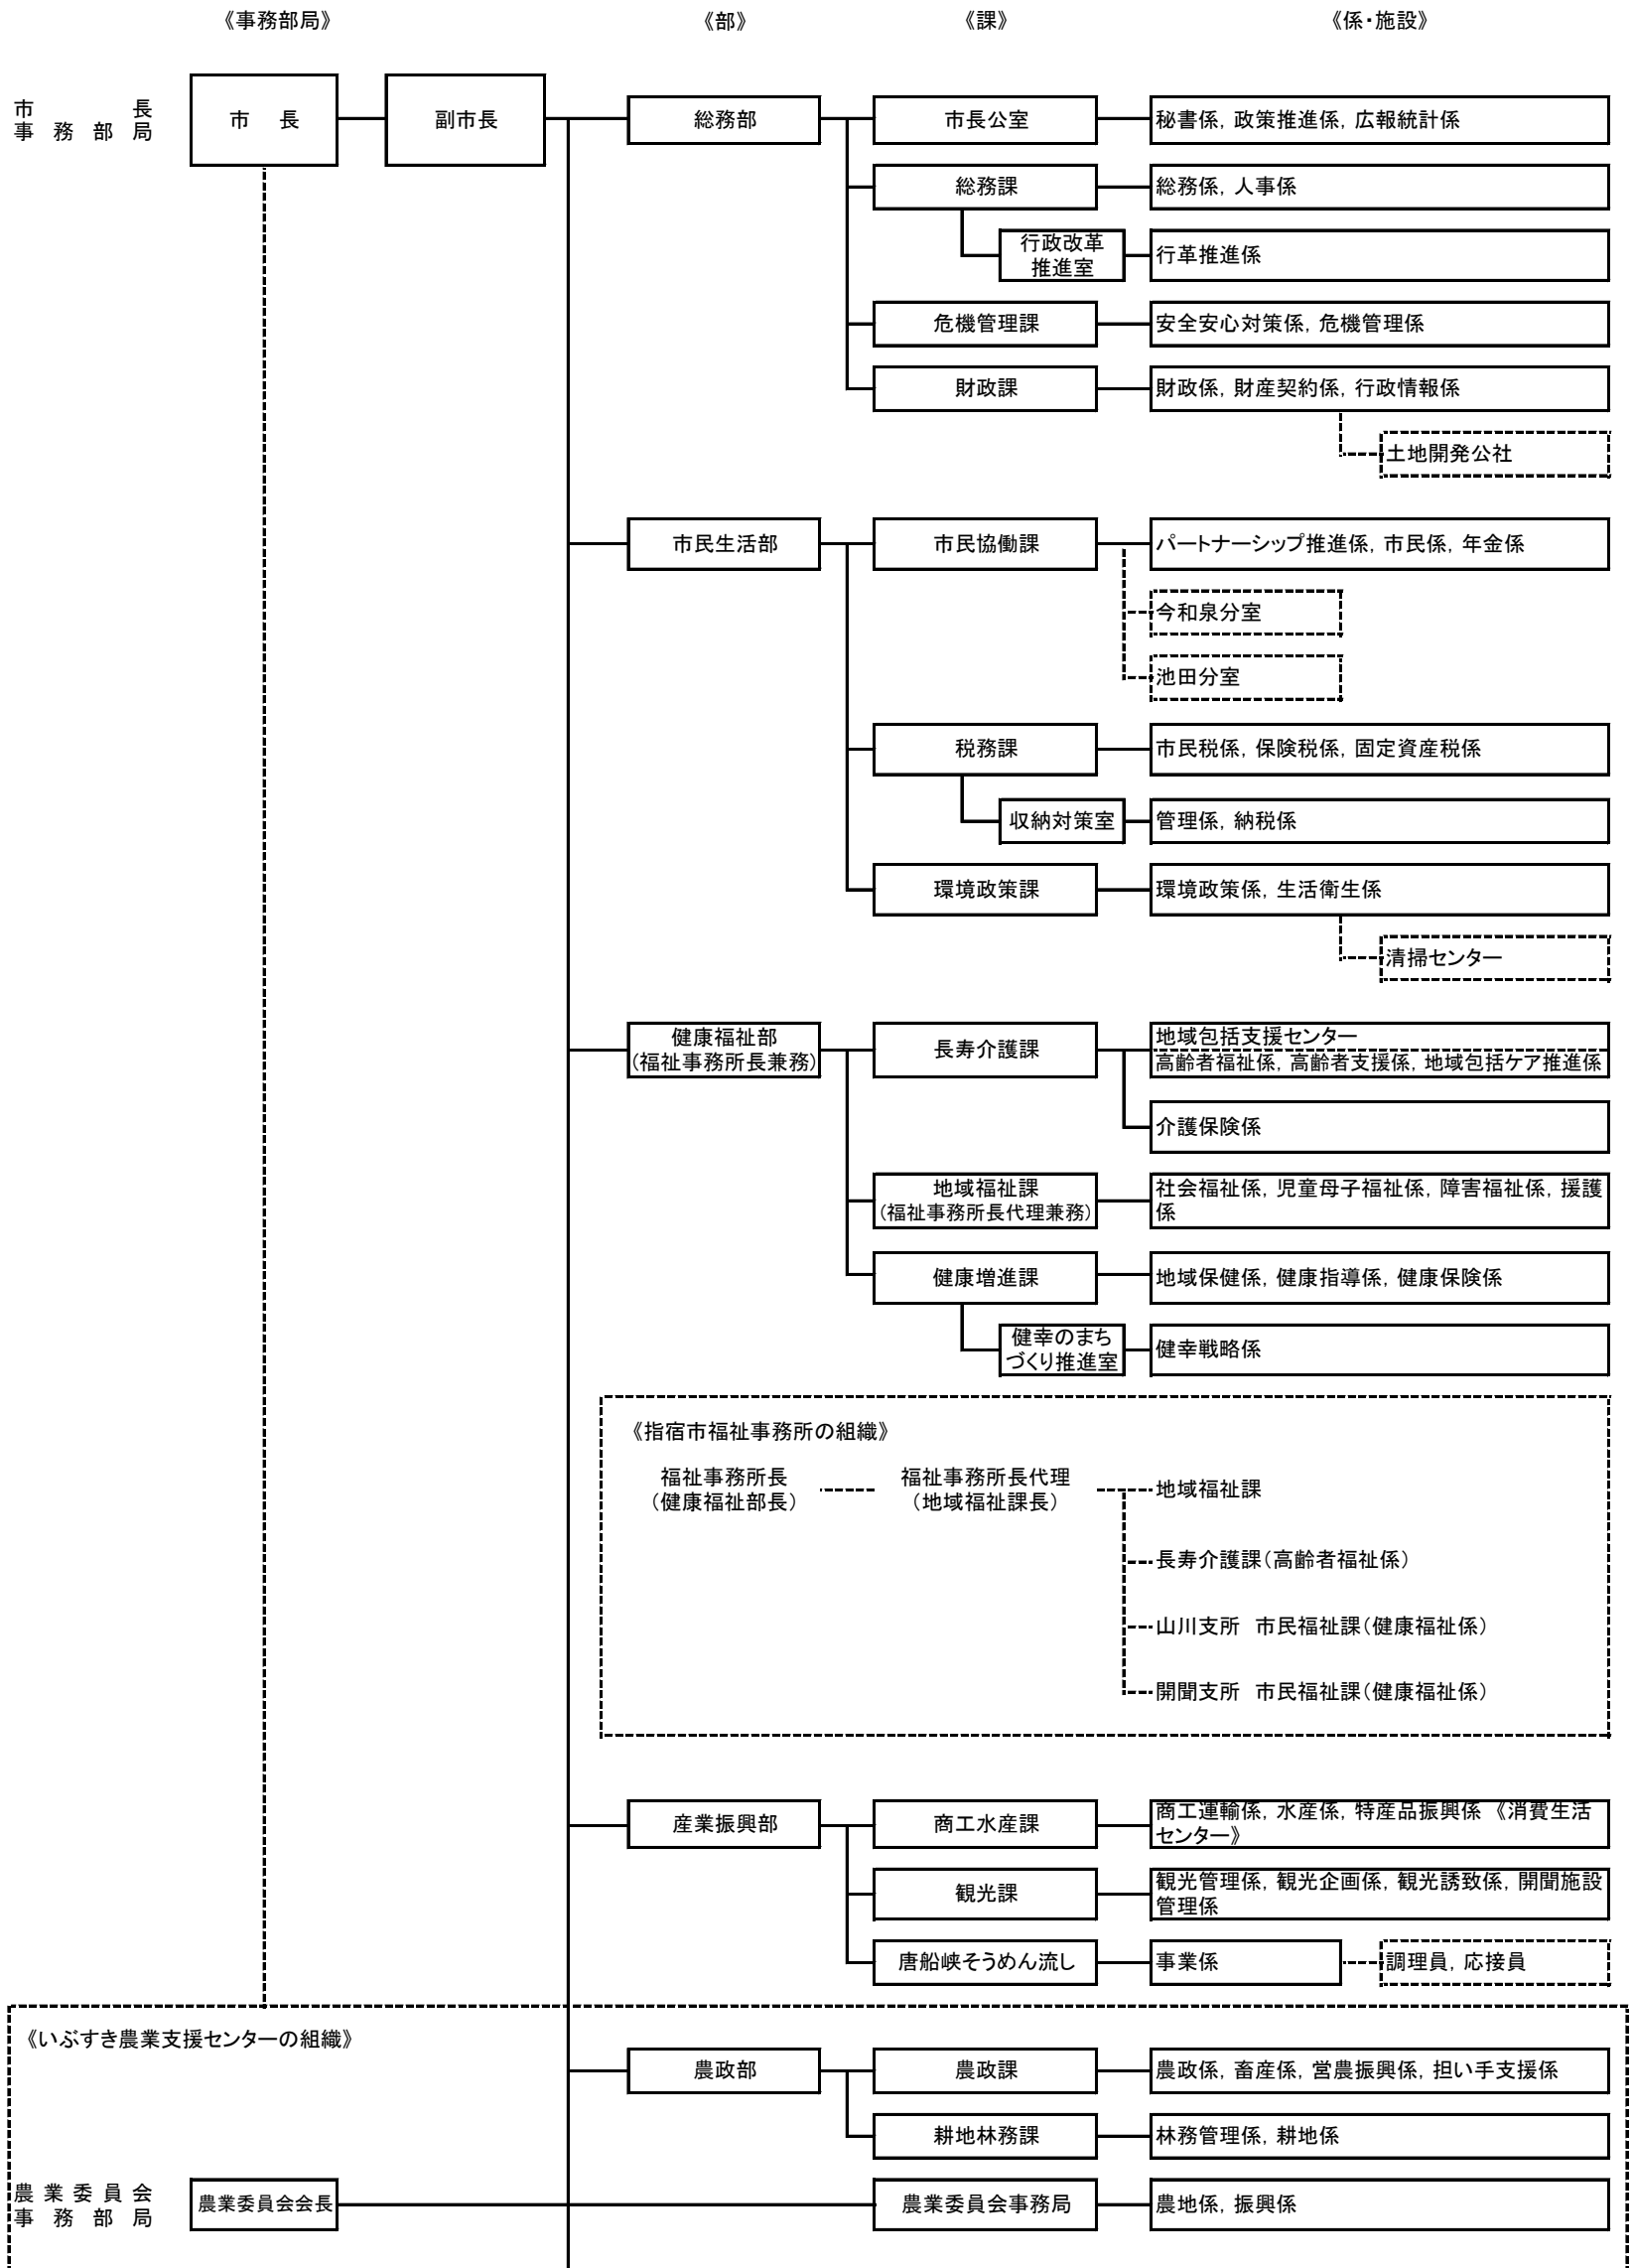 《事務部局》
《部》
《課》
《係・施設》
市長
事務部局
市　長
副市長
総務部
市長公室
秘書係, 政策推進係, 広報統計係
総務課
総務係, 人事係
行政改革
推進室
行革推進係
危機管理課
安全安心対策係, 危機管理係
財政課
財政係, 財産契約係, 行政情報係
土地開発公社
市民生活部
市民協働課
パートナーシップ推進係, 市民係, 年金係
今和泉分室
池田分室
税務課
市民税係, 保険税係, 固定資産税係
収納対策室
管理係, 納税係
環境政策課
環境政策係, 生活衛生係
清掃センター
健康福祉部
(福祉事務所長兼務)
長寿介護課
地域包括支援センター
高齢者福祉係, 高齢者支援係, 地域包括ケア推進係
介護保険係
地域福祉課
(福祉事務所長代理兼務)
社会福祉係, 児童母子福祉係, 障害福祉係, 援護
係
健康増進課
地域保健係, 健康指導係, 健康保険係
健幸のまち
づくり推進室
健幸戦略係
《指宿市福祉事務所の組織》
福祉事務所長
（健康福祉部長）
福祉事務所長代理
（地域福祉課長）
地域福祉課
長寿介護課（高齢者福祉係）
山川支所　市民福祉課（健康福祉係）
開聞支所　市民福祉課（健康福祉係）
産業振興部
商工水産課
商工運輸係, 水産係, 特産品振興係 《消費生活
センター》
観光課
観光管理係, 観光企画係, 観光誘致係, 開聞施設
管理係
唐船峡そうめん流し
事業係
調理員, 応接員
《いぶすき農業支援センターの組織》
農政部
農政課
農政係, 畜産係, 営農振興係, 担い手支援係
耕地林務課
林務管理係, 耕地係
農業委員会
事務部局
農業委員会会長
農業委員会事務局
農地係, 振興係